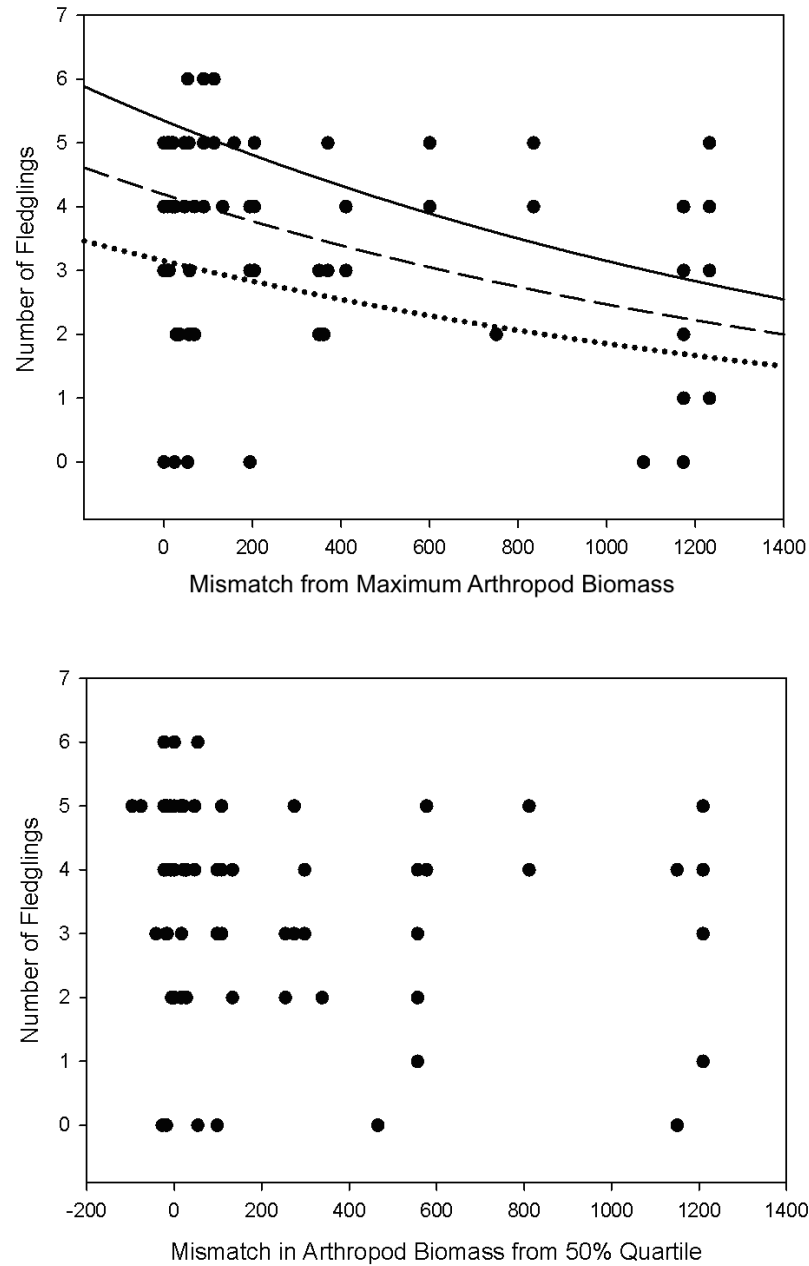 7
6
5
4
3
2
1
0
Number of Fledglings
0 200 400 600 800 1000 1200 1400
Mismatch from Maximum Arthropod Biomass
7
6
5
4
3
2
1
0
Number of Fledglings
-200 0 200 400 600 800 1000 1200 1400
Mismatch in Arthropod Biomass from 50% Quartile